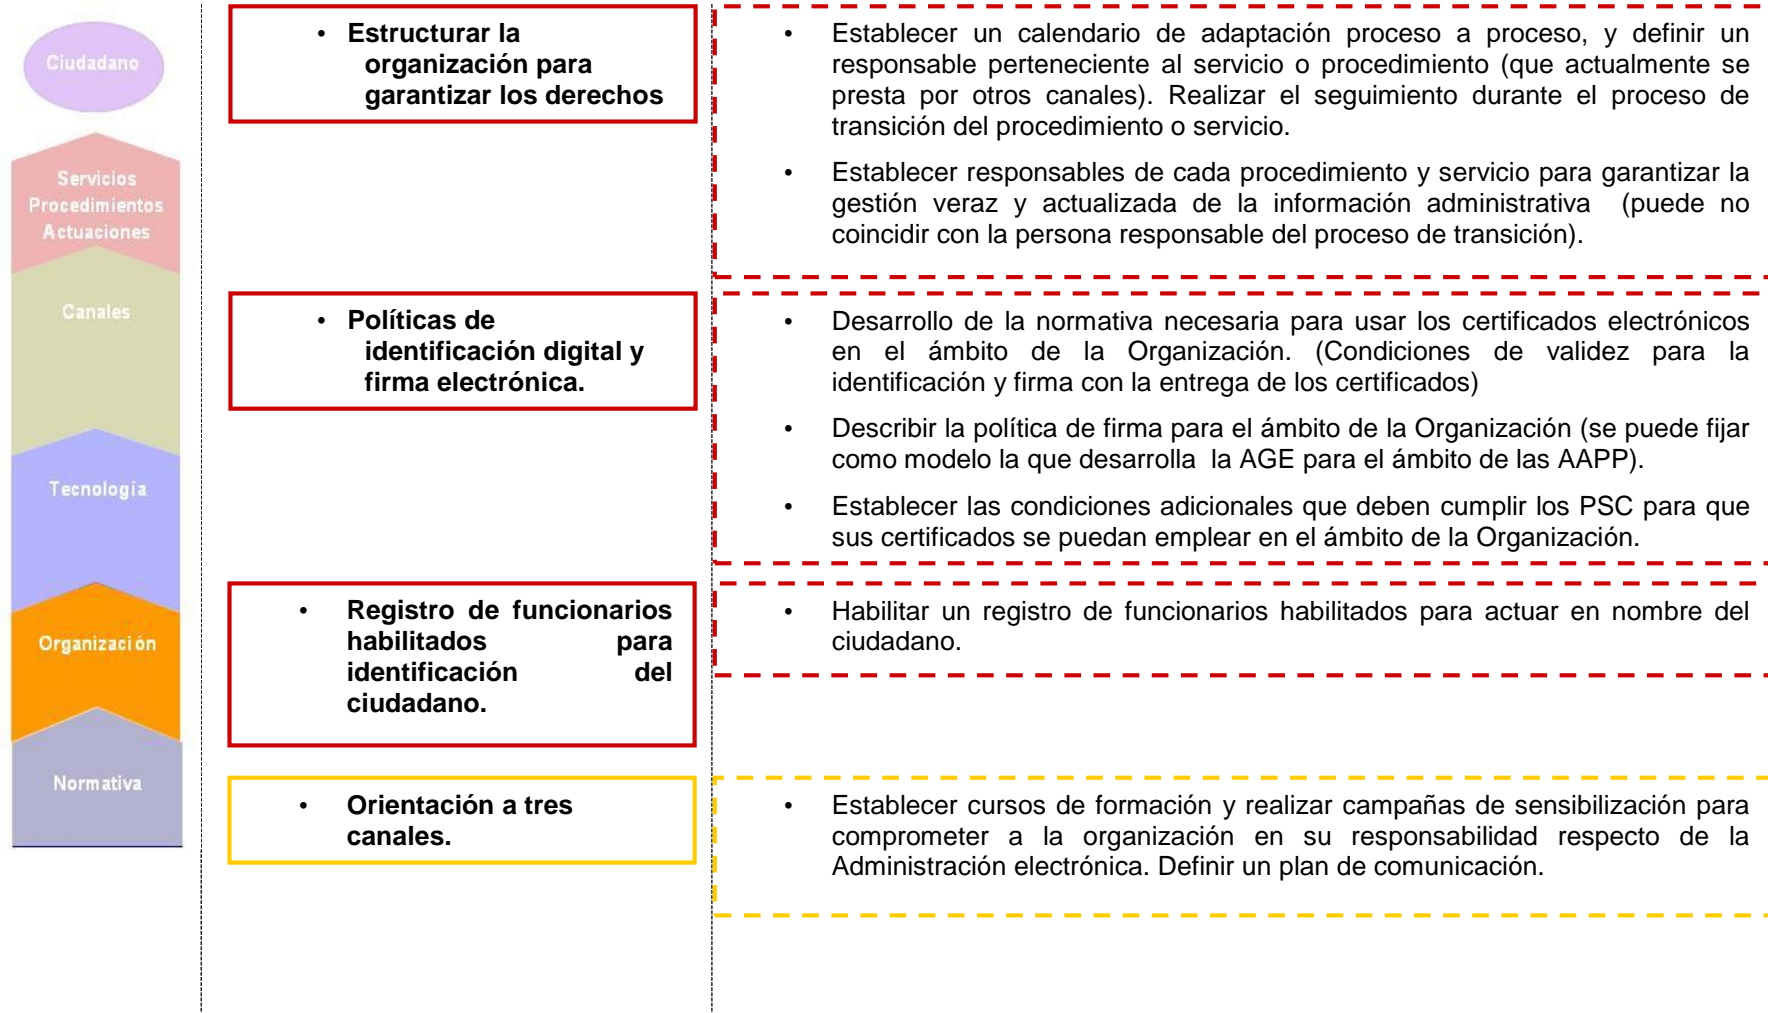 Ciudadano
Servicios
Procedimientos
Actuaciones
Canales
Tecnología
Organización
Normativa
• Estructurar la
organización para
garantizar los derechos
• Establecer un calendario de adaptación proceso a proceso, y definir un
responsable perteneciente al servicio o procedimiento (que actualmente se
presta por otros canales). Realizar el seguimiento durante el proceso de
transición del procedimiento o servicio.
• Establecer responsables de cada procedimiento y servicio para garantizar la
gestión veraz y actualizada de la información administrativa (puede no
coincidir con la persona responsable del proceso de transición).
• Políticas de
identificación digital y
firma electrónica.
• Desarrollo de la normativa necesaria para usar los certificados electrónicos
en el ámbito de la Organización. (Condiciones de validez para la
identificación y firma con la entrega de los certificados)
• Describir la política de firma para el ámbito de la Organización (se puede fijar
como modelo la que desarrolla la AGE para el ámbito de las AAPP).
• Establecer las condiciones adicionales que deben cumplir los PSC para que
sus certificados se puedan emplear en el ámbito de la Organización.
• Registro de funcionarios
habilitados para
identificación del
ciudadano.
• Habilitar un registro de funcionarios habilitados para actuar en nombre del
ciudadano.
• Orientación a tres
canales.
• Establecer cursos de formación y realizar campañas de sensibilización para
comprometer a la organización en su responsabilidad respecto de la
Administración electrónica. Definir un plan de comunicación.